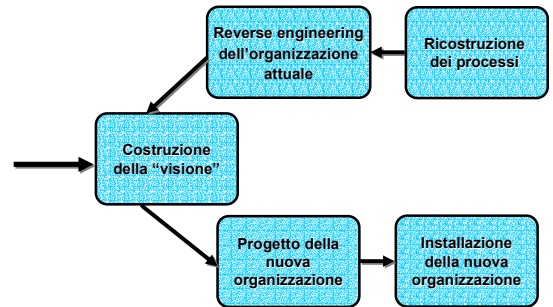 Reverse engineering
dell'organizzazione
attuale
Ricostruzione
dei processi
Costruzione
della “visione”
Progetto della
nuova
organizzazione
Installazione
della nuova
organizzazione